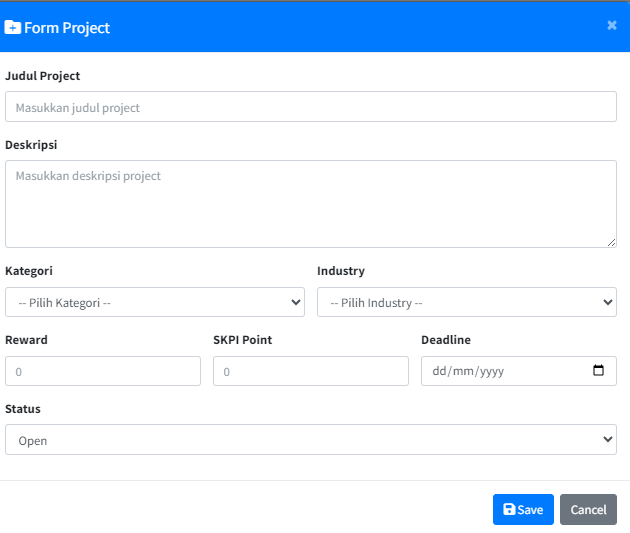 Form Project ×
Judul Project
Masukkan judul project
Deskripsi
Masukkan deskripsi project
Kategori Industry
-- Pilih Kategori -- -- Pilih Industry --
Reward SKPI Point Deadline
0 0 dd/mm/yyyy
Status
Open
Save Cancel